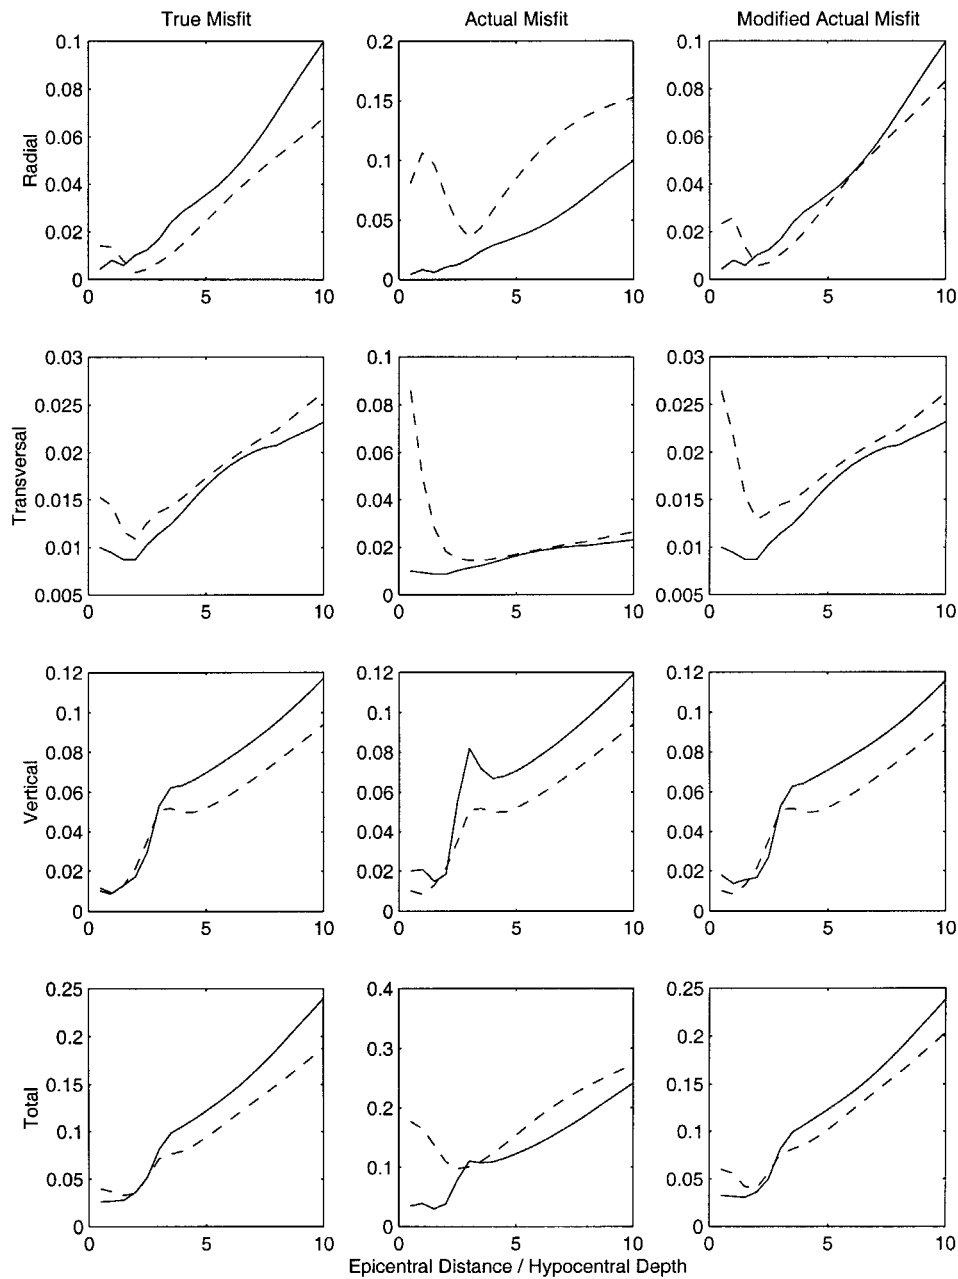 True Misfit Actual Misfit Modified Actual Misfit
0.1 0.2 0.1
0.08 0.15 0.08
0.06 0.1 0.06
0.04 0.05 0.04
0.02 0.02
0 0 0
Radial
0 5 10 0 5 10 0 5 10
0.03 0.1 0.03
0.025 0.08 0.025
0.02 0.06 0.02
0.015 0.04 0.015
0.01 0.02 0.01
0.005 0 0.005
Transversal
0 5 10 0 5 10 0 5 10
0.12 0.12 0.12
0.1 0.1 0.1
0.08 0.08 0.08
0.06 0.06 0.06
0.04 0.04 0.04
0.02 0.02 0.02
0 0 0
Vertical
0 5 10 0 5 10 0 5 10
0.25 0.4 0.25
0.2 0.3 0.2
0.15 0.2 0.15
0.1 0.1 0.1
0.05 0.05
0 0 0
Total
0 5 10 0 5 10 0 5 10
Epicentral Distance / Hypocentral Depth